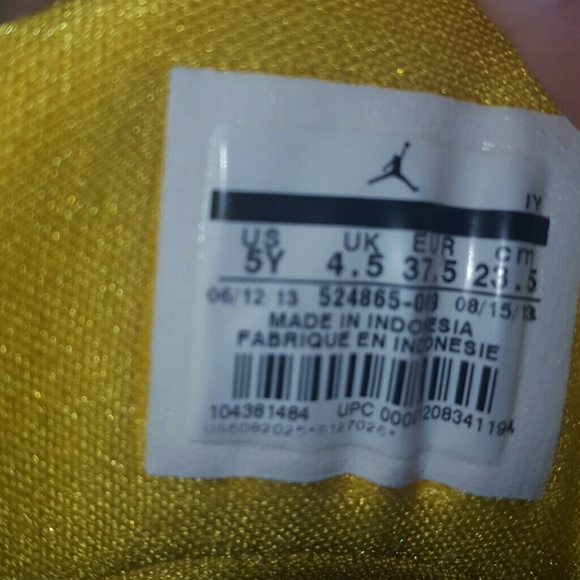 IY
US UK EUR cm
5Y 4.5 37.5 23.5
06/12/13 524865-019 08/15/13
MADE IN INDONESIA
FABRIQUE EN INDONESIE
104381484 UPC